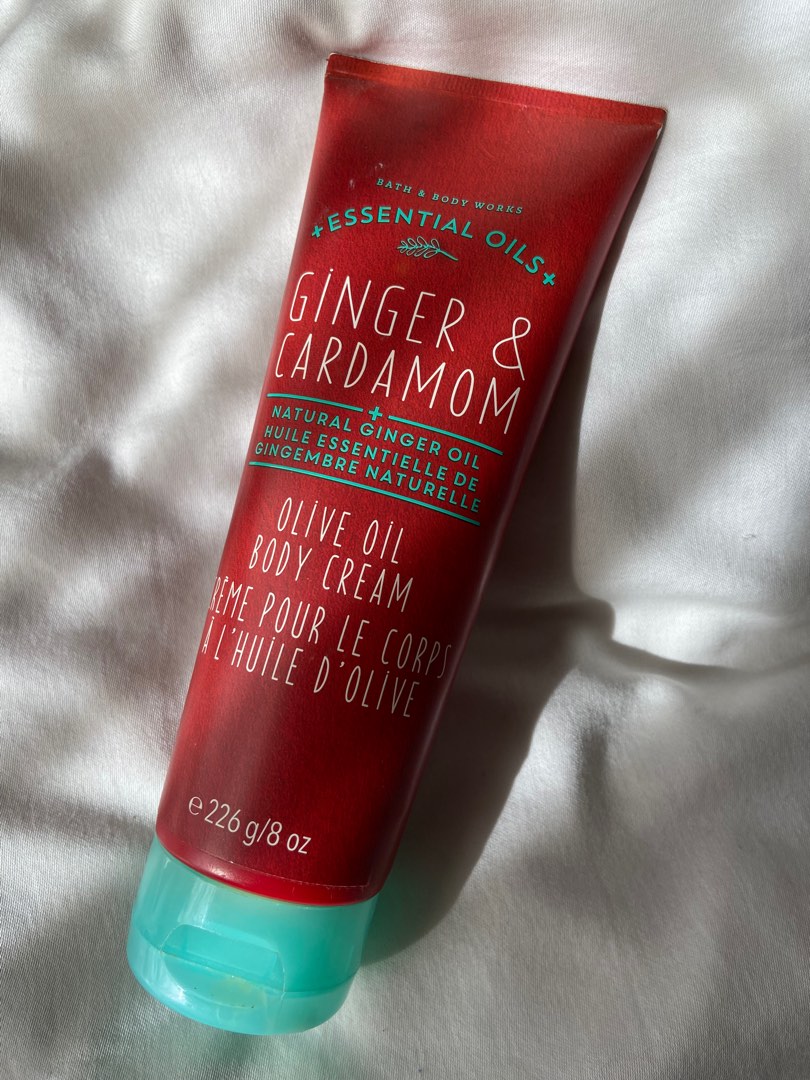 BATH & BODY WORKS
+ESSENTIAL OILS+
GINGER &
CARDAMOM
+
NATURAL GINGER OIL
HUILE ESSENTIELLE DE
GINGEMBRE NATURELLE
OLIVE OIL
BODY CREAM
CRÈME POUR LE CORPS
À L'HUILE D'OLIVE
℮ 226 g/8 oz